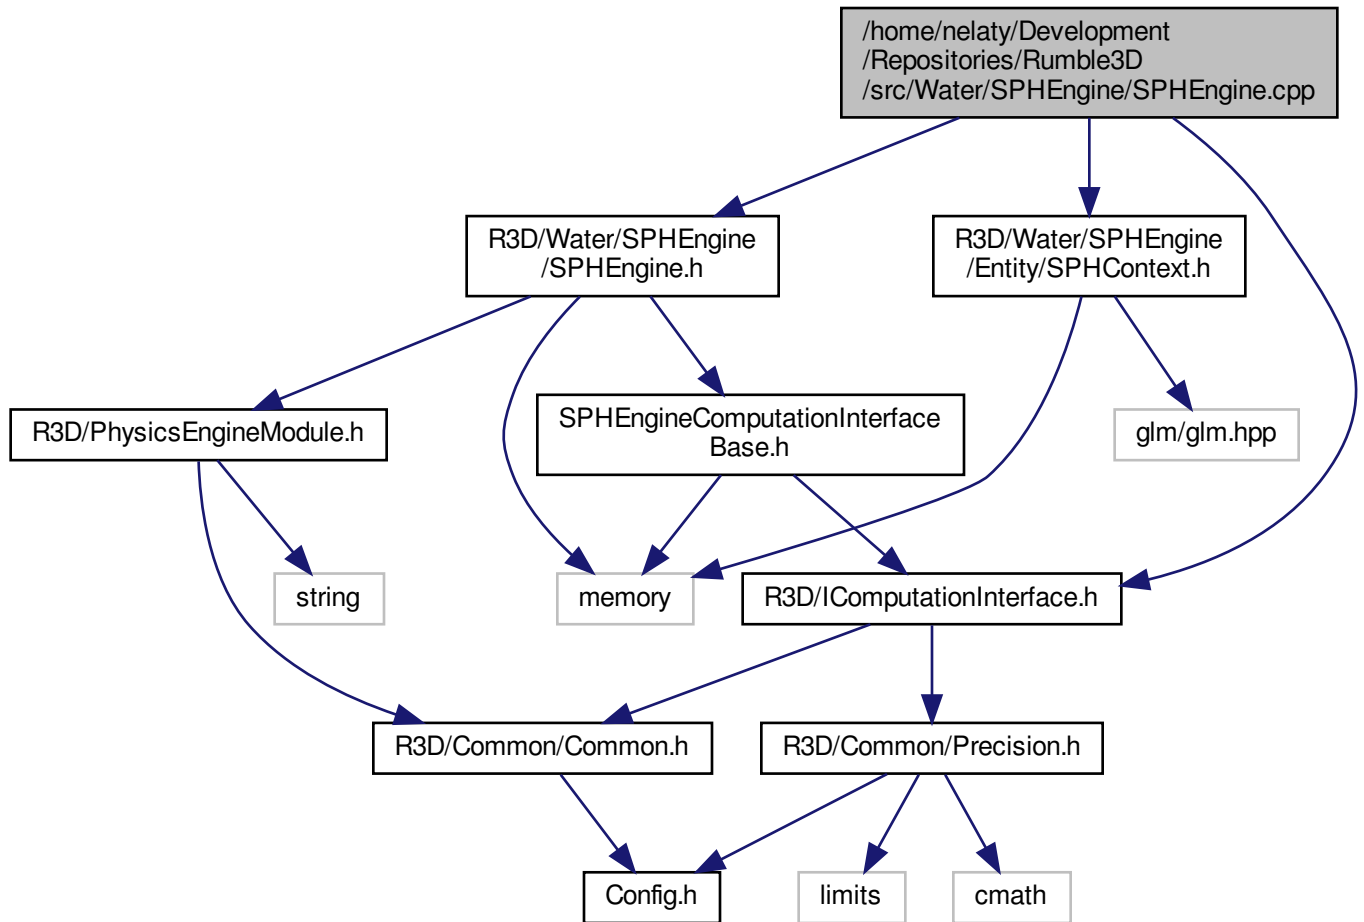 /home/nelaty/Development
/Repositories/Rumble3D
/src/Water/SPHEngine/SPHEngine.cpp
R3D/Water/SPHEngine
/SPHEngine.h
R3D/Water/SPHEngine
/Entity/SPHContext.h
R3D/PhysicsEngineModule.h
SPHEngineComputationInterface
Base.h
glm/glm.hpp
string
memory
R3D/IComputationInterface.h
R3D/Common/Common.h
R3D/Common/Precision.h
Config.h
limits
cmath